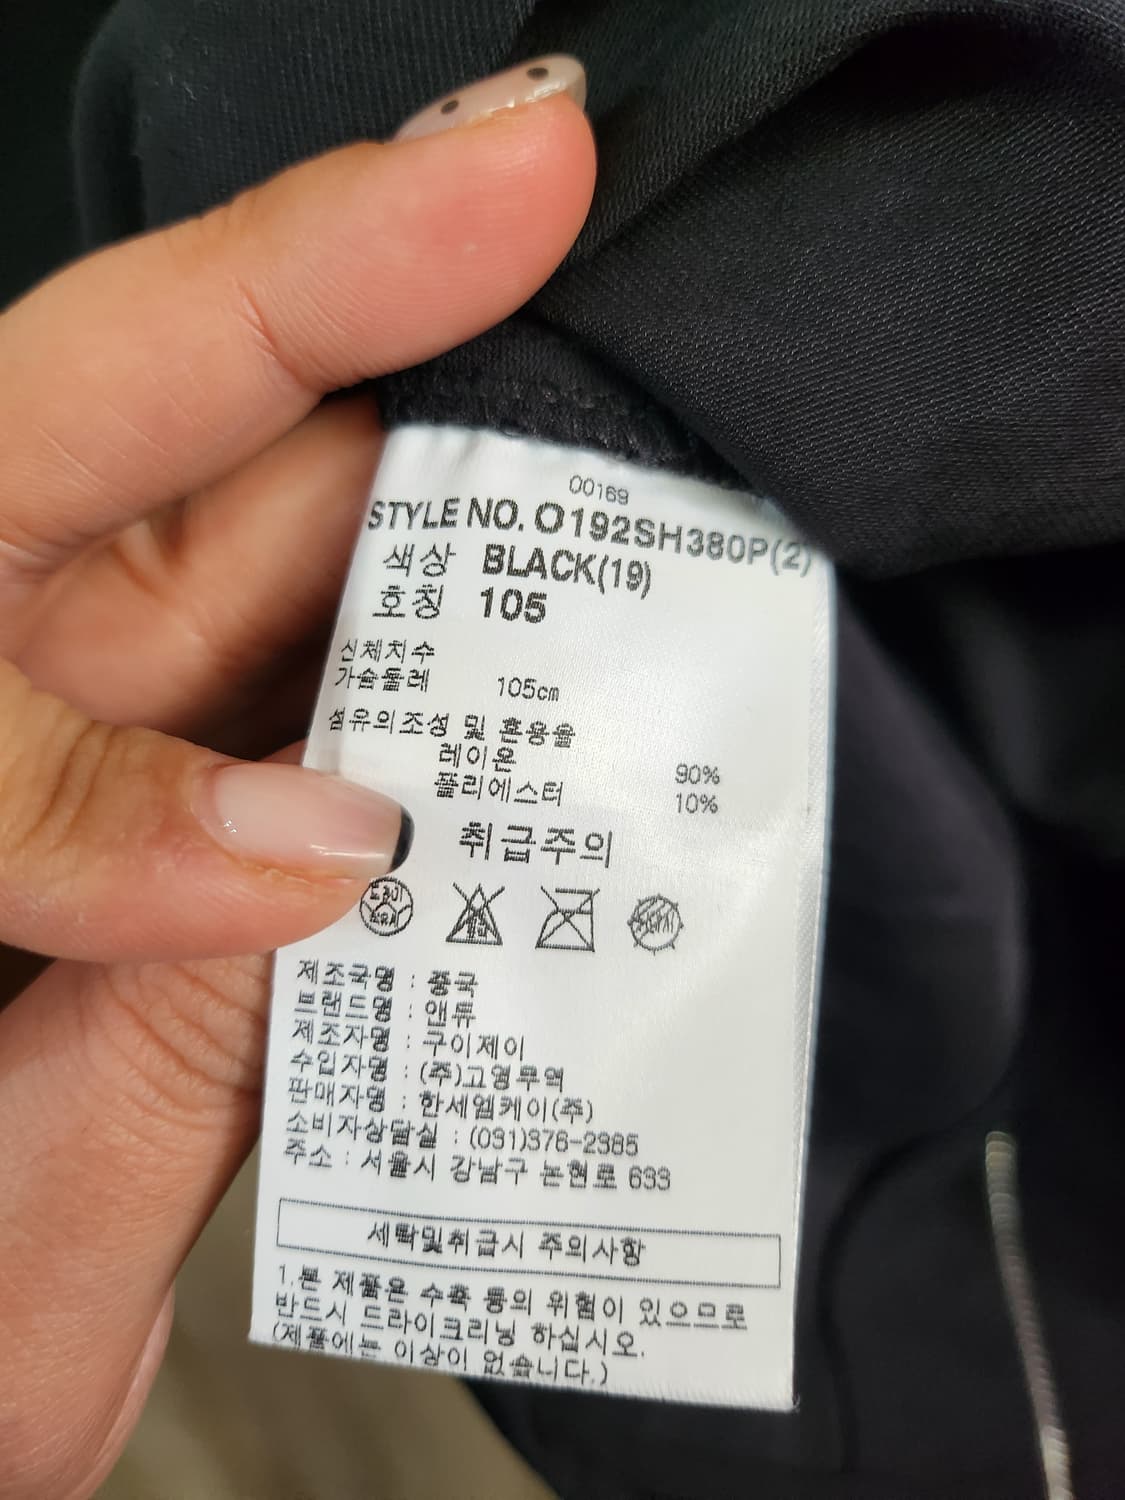 00169
STYLE NO. O192SH380P(2)
색상 BLACK(19)
호칭 105
신체치수
가슴둘레 105cm
섬유의조성 및 혼용율
레이온 90%
폴리에스터 10%
취급주의
제조국명 : 중국
브랜드명 : 앤류
제조자명 : 구이제이
수입자명 : (주)고영무역
판매자명 : 한세엠케이(주)
소비자상담실 : (031)376-2385
주소 : 서울시 강남구 논현로 633
세탁및취급시 주의사항
1.본 제품은 수축 등의 위험이 있으므로
반드시 드라이크리닝 하십시오.
(제품에는 이상이 없습니다.)